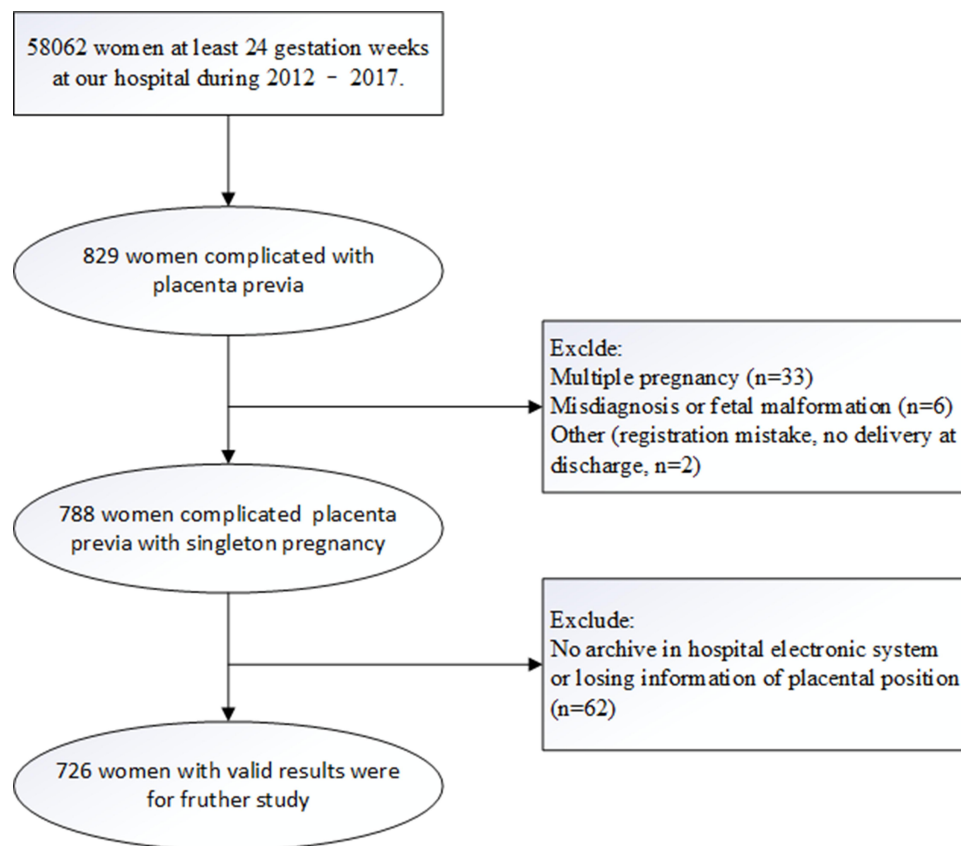 58062 women at least 24 gestation weeks
at our hospital during 2012 – 2017.
829 women complicated with
placenta previa
Exclde:
Multiple pregnancy (n=33)
Misdiagnosis or fetal malformation (n=6)
Other (registration mistake, no delivery at
discharge, n=2)
788 women complicated placenta
previa with singleton pregnancy
Exclude:
No archive in hospital electronic system
or losing information of placental position
(n=62)
726 women with valid results were
for fruther study